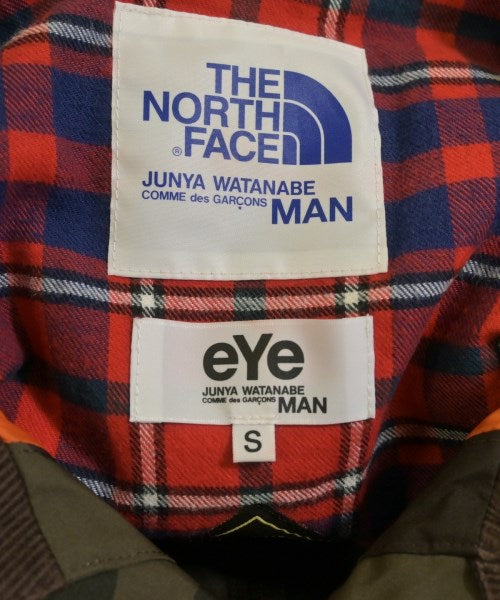 THE
NORTH
® FACE
JUNYA WATANABE
COMME des GARÇONS MAN
eYe
JUNYA WATANABE
COMME des GARÇONS MAN
S